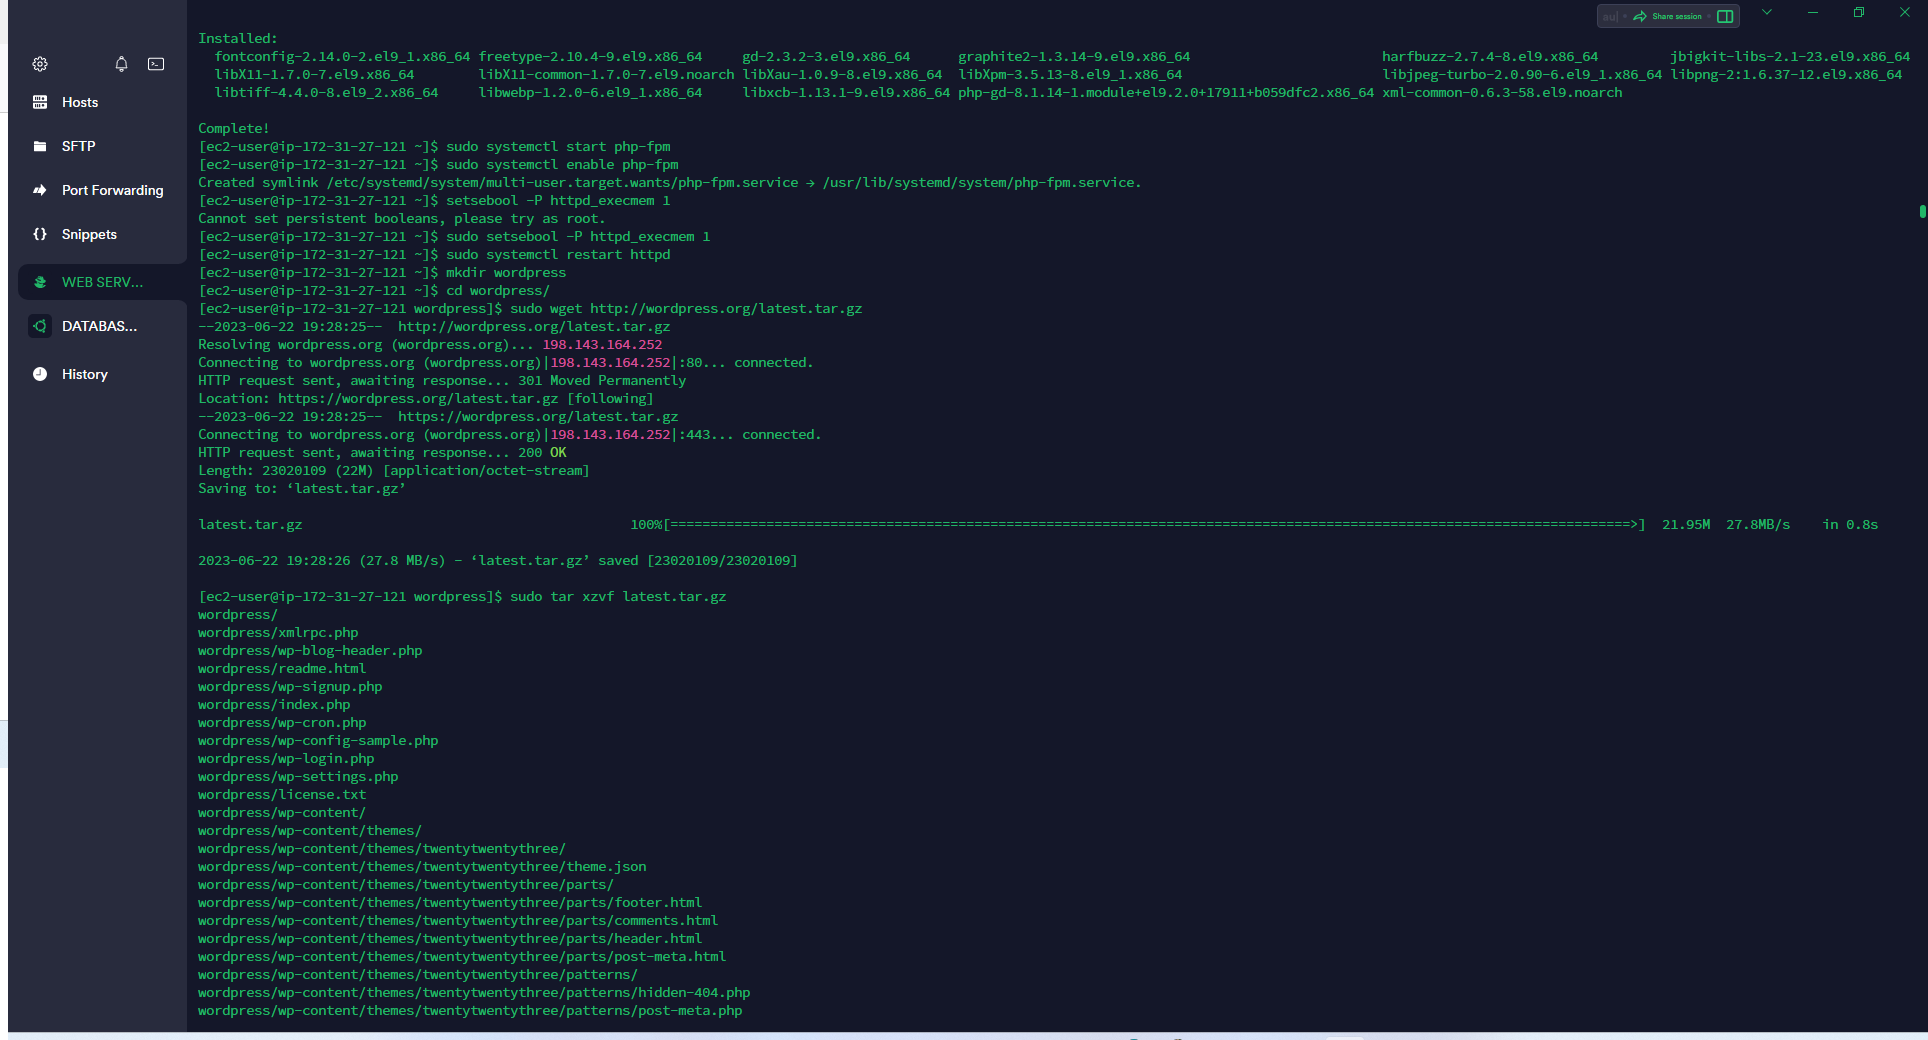 Share session
Hosts
SFTP
Port Forwarding
Snippets
WEB SERV...
DATABAS...
History
Installed:
fontconfig-2.14.0-2.el9_1.x86_64 freetype-2.10.4-9.el9.x86_64 gd-2.3.2-3.el9.x86_64 graphite2-1.3.14-9.el9.x86_64 harfbuzz-2.7.4-8.el9.x86_64 jbigkit-libs-2.1-23.el9.x86_64
libX11-1.7.0-7.el9.x86_64 libX11-common-1.7.0-7.el9.noarch libXau-1.0.9-8.el9.x86_64 libXpm-3.5.13-8.el9_1.x86_64 libjpeg-turbo-2.0.90-6.el9_1.x86_64 libpng-2:1.6.37-12.el9.x86_64
libtiff-4.4.0-8.el9_2.x86_64 libwebp-1.2.0-6.el9_1.x86_64 libxcb-1.13.1-9.el9.x86_64 php-gd-8.1.14-1.module+el9.2.0+17911+b059dfc2.x86_64 xml-common-0.6.3-58.el9.noarch
Complete!
[ec2-user@ip-172-31-27-121 ~]$ sudo systemctl start php-fpm
[ec2-user@ip-172-31-27-121 ~]$ sudo systemctl enable php-fpm
Created symlink /etc/systemd/system/multi-user.target.wants/php-fpm.service → /usr/lib/systemd/system/php-fpm.service.
[ec2-user@ip-172-31-27-121 ~]$ setsebool -P httpd_execmem 1
Cannot set persistent booleans, please try as root.
[ec2-user@ip-172-31-27-121 ~]$ sudo setsebool -P httpd_execmem 1
[ec2-user@ip-172-31-27-121 ~]$ sudo systemctl restart httpd
[ec2-user@ip-172-31-27-121 ~]$ mkdir wordpress
[ec2-user@ip-172-31-27-121 ~]$ cd wordpress/
[ec2-user@ip-172-31-27-121 wordpress]$ sudo wget http://wordpress.org/latest.tar.gz
--2023-06-22 19:28:25-- http://wordpress.org/latest.tar.gz
Resolving wordpress.org (wordpress.org)... 198.143.164.252
Connecting to wordpress.org (wordpress.org)|198.143.164.252|:80... connected.
HTTP request sent, awaiting response... 301 Moved Permanently
Location: https://wordpress.org/latest.tar.gz [following]
--2023-06-22 19:28:25-- https://wordpress.org/latest.tar.gz
Connecting to wordpress.org (wordpress.org)|198.143.164.252|:443... connected.
HTTP request sent, awaiting response... 200 OK
Length: 23020109 (22M) [application/octet-stream]
Saving to: ‘latest.tar.gz’
latest.tar.gz 100%[========================================================================================================================>] 21.95M 27.8MB/s in 0.8s
2023-06-22 19:28:26 (27.8 MB/s) - ‘latest.tar.gz’ saved [23020109/23020109]
[ec2-user@ip-172-31-27-121 wordpress]$ sudo tar xzvf latest.tar.gz
wordpress/
wordpress/xmlrpc.php
wordpress/wp-blog-header.php
wordpress/readme.html
wordpress/wp-signup.php
wordpress/index.php
wordpress/wp-cron.php
wordpress/wp-config-sample.php
wordpress/wp-login.php
wordpress/wp-settings.php
wordpress/license.txt
wordpress/wp-content/
wordpress/wp-content/themes/
wordpress/wp-content/themes/twentytwentythree/
wordpress/wp-content/themes/twentytwentythree/theme.json
wordpress/wp-content/themes/twentytwentythree/parts/
wordpress/wp-content/themes/twentytwentythree/parts/footer.html
wordpress/wp-content/themes/twentytwentythree/parts/comments.html
wordpress/wp-content/themes/twentytwentythree/parts/header.html
wordpress/wp-content/themes/twentytwentythree/parts/post-meta.html
wordpress/wp-content/themes/twentytwentythree/patterns/
wordpress/wp-content/themes/twentytwentythree/patterns/hidden-404.php
wordpress/wp-content/themes/twentytwentythree/patterns/post-meta.php